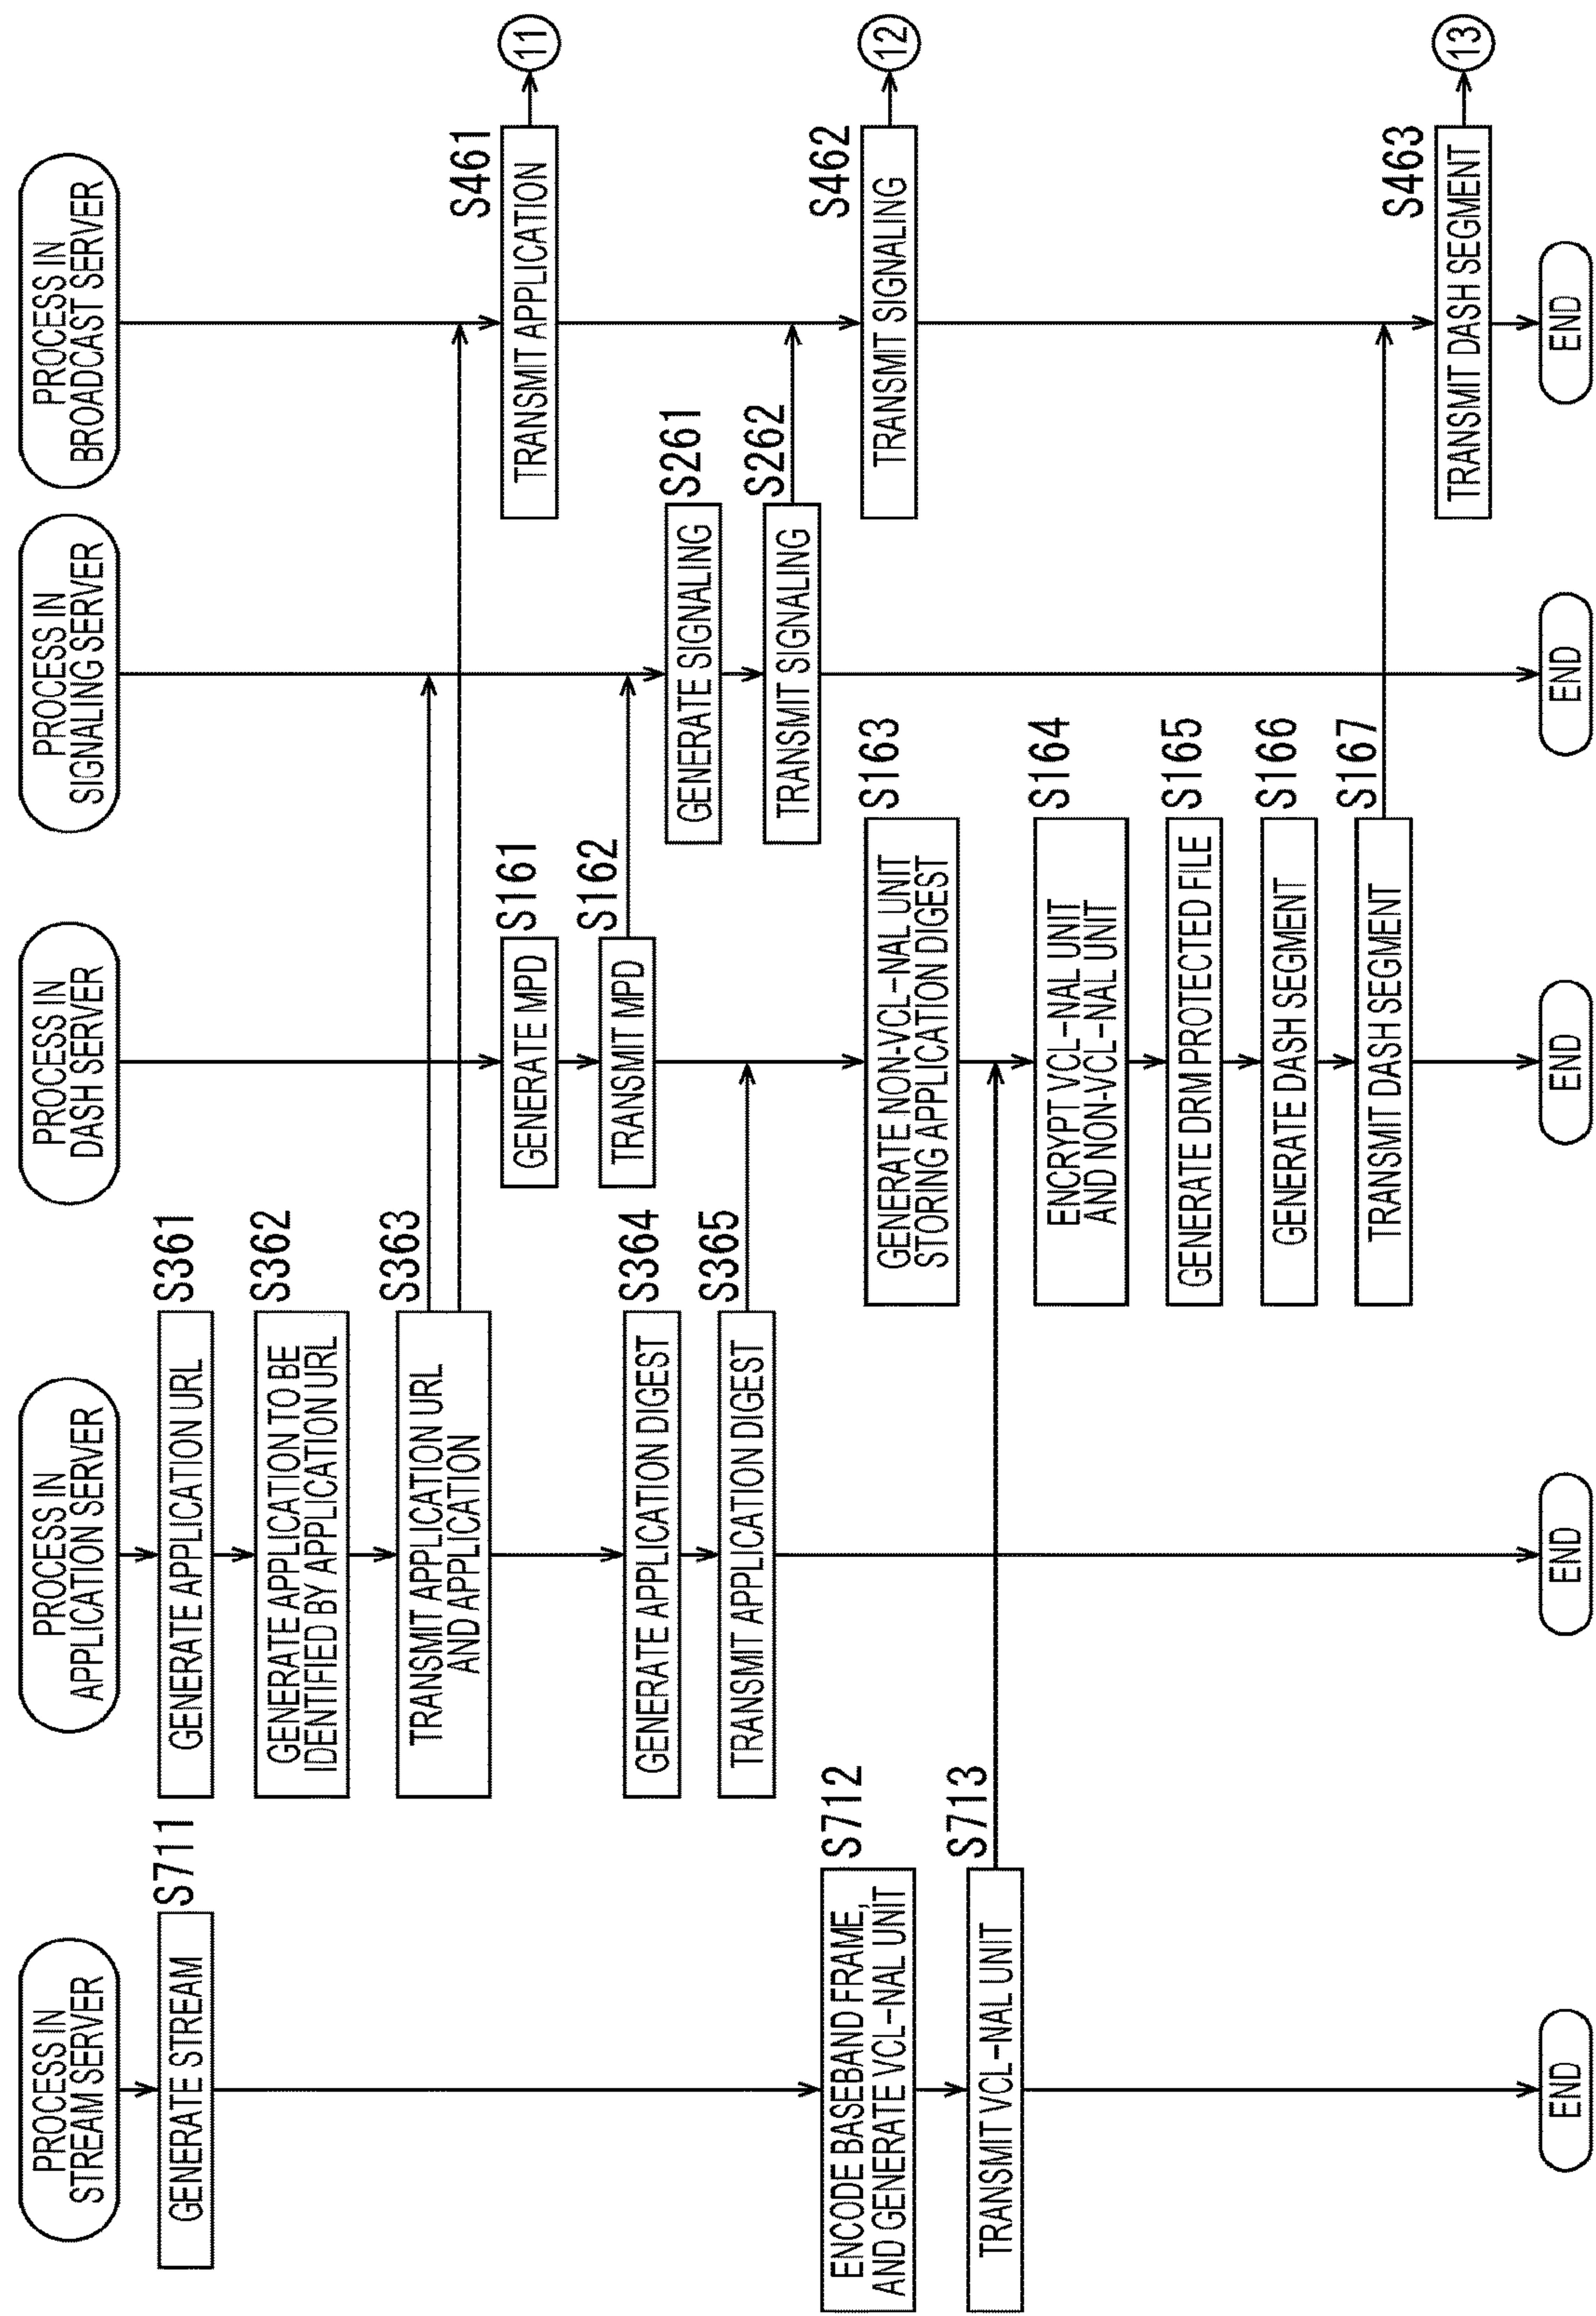 PROCESS IN
STREAM SERVER
S711
GENERATE STREAM
S712
ENCODE BASEBAND FRAME,
AND GENERATE VCL-NAL UNIT
S713
TRANSMIT VCL-NAL UNIT
END
PROCESS IN
APPLICATION SERVER
S361
GENERATE APPLICATION URL
S362
GENERATE APPLICATION TO BE
IDENTIFIED BY APPLICATION URL
S363
TRANSMIT APPLICATION URL
AND APPLICATION
S364
GENERATE APPLICATION DIGEST
S365
TRANSMIT APPLICATION DIGEST
END
PROCESS IN
DASH SERVER
S161
GENERATE MPD
S162
TRANSMIT MPD
S163
GENERATE NON-VCL-NAL UNIT
STORING APPLICATION DIGEST
S164
ENCRYPT VCL-NAL UNIT
AND NON-VCL-NAL UNIT
S165
GENERATE DRM PROTECTED FILE
S166
GENERATE DASH SEGMENT
S167
TRANSMIT DASH SEGMENT
END
PROCESS IN
SIGNALING SERVER
S261
GENERATE SIGNALING
S262
TRANSMIT SIGNALING
END
PROCESS IN
BROADCAST SERVER
S461
TRANSMIT APPLICATION
11
S462
TRANSMIT SIGNALING
12
S463
TRANSMIT DASH SEGMENT
13
END